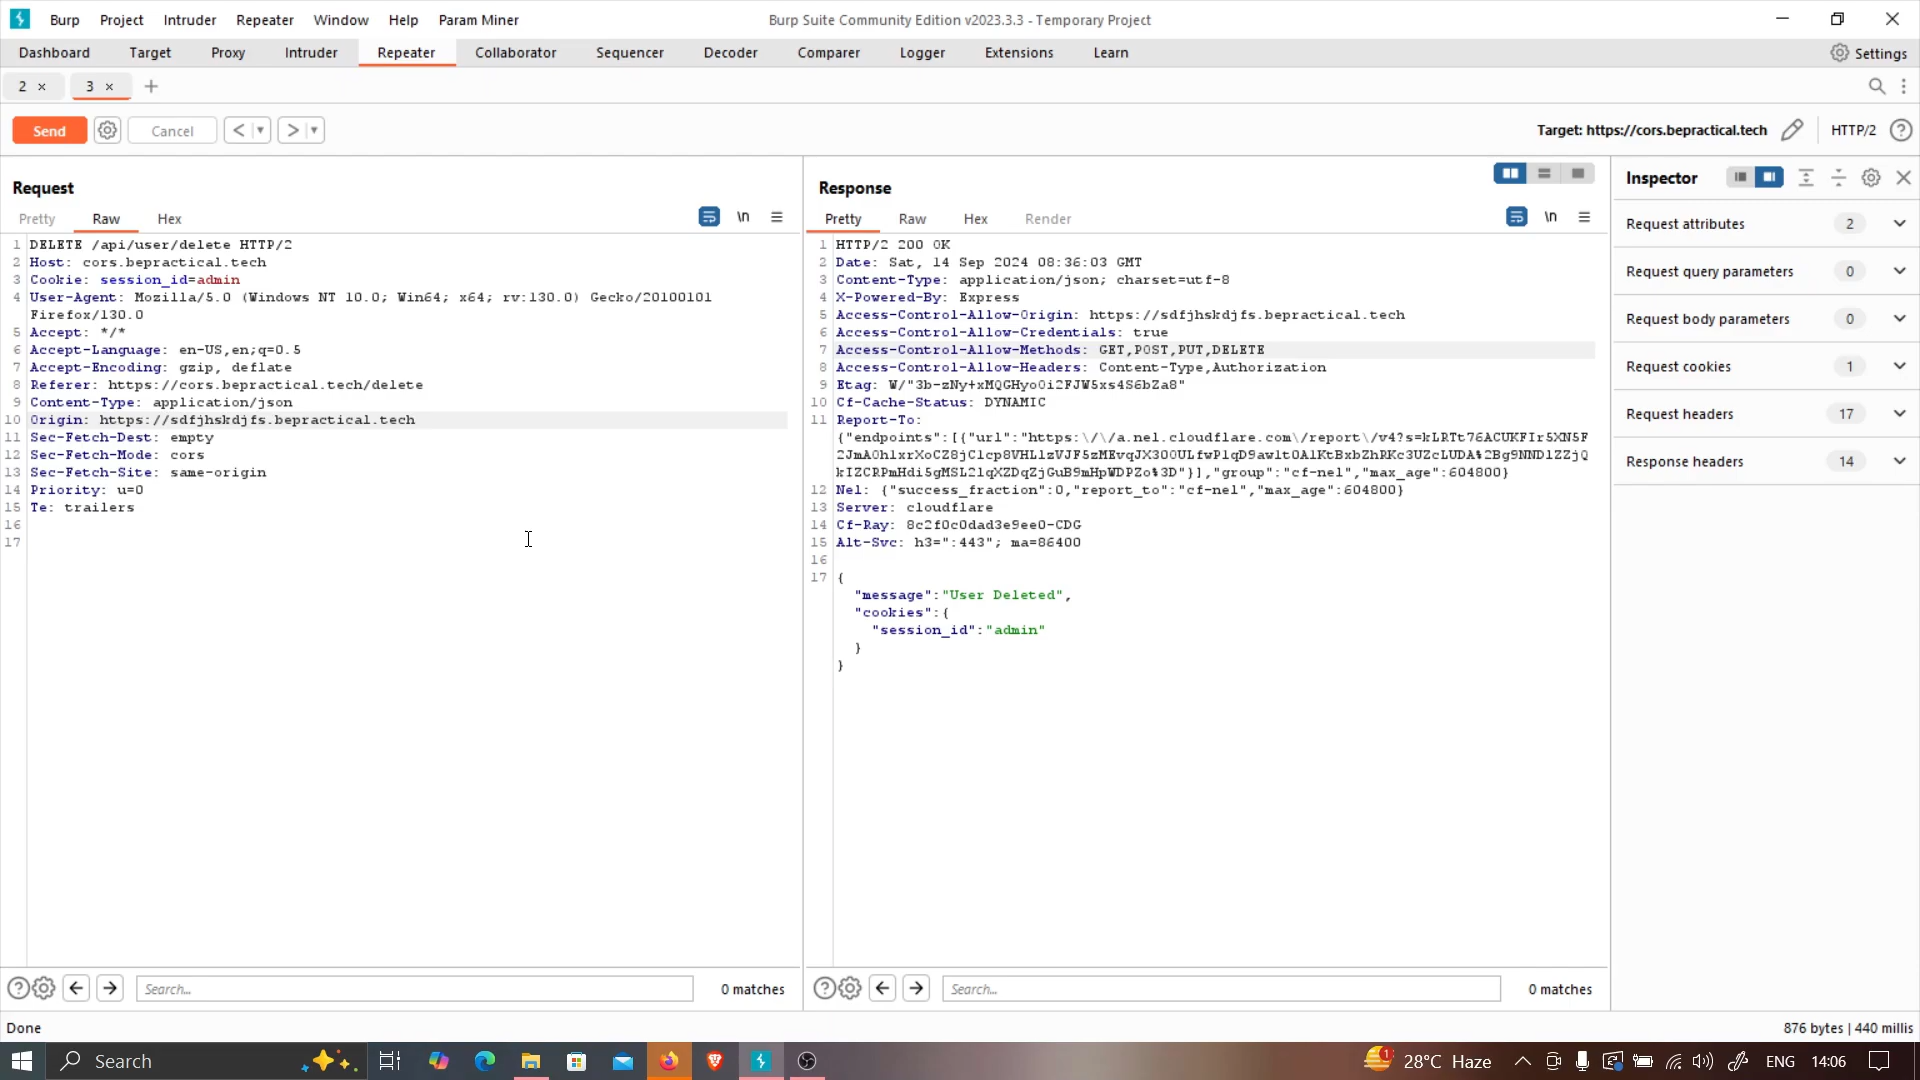 Burp Project Intruder Repeater Window Help Param Miner Burp Suite Community Edition v2023.3.3 - Temporary Project
Dashboard Target Proxy Intruder Repeater Collaborator Sequencer Decoder Comparer Logger Extensions Learn Settings
2 × 3 × +
Send Cancel < > Target: https://cors.bepractical.tech HTTP/2 ?
Request
Pretty Raw Hex \n
1 DELETE /api/user/delete HTTP/2
2 Host: cors.bepractical.tech
3 Cookie: session_id=admin
4 User-Agent: Mozilla/5.0 (Windows NT 10.0; Win64; x64; rv:130.0) Gecko/20100101
Firefox/130.0
5 Accept: */*
6 Accept-Language: en-US,en;q=0.5
7 Accept-Encoding: gzip, deflate
8 Referer: https://cors.bepractical.tech/delete
9 Content-Type: application/json
10 Origin: https://sdfjhskdjfs.bepractical.tech
11 Sec-Fetch-Dest: empty
12 Sec-Fetch-Mode: cors
13 Sec-Fetch-Site: same-origin
14 Priority: u=0
15 Te: trailers
16
17
Search... 0 matches
Response
Pretty Raw Hex Render \n
1 HTTP/2 200 OK
2 Date: Sat, 14 Sep 2024 08:36:03 GMT
3 Content-Type: application/json; charset=utf-8
4 X-Powered-By: Express
5 Access-Control-Allow-Origin: https://sdfjhskdjfs.bepractical.tech
6 Access-Control-Allow-Credentials: true
7 Access-Control-Allow-Methods: GET,POST,PUT,DELETE
8 Access-Control-Allow-Headers: Content-Type,Authorization
9 Etag: W/"3b-zNy+xMQGHyo0i2FJW5xs4S6bZa8"
10 Cf-Cache-Status: DYNAMIC
11 Report-To:
{"endpoints":[{"url":"https:\/\/a.nel.cloudflare.com\/report\/v4?s=kLRTt76ACUKFIr5XN5F
12 Nel: {"success_fraction":0,"report_to":"cf-nel","max_age":604800}
13 Server: cloudflare
14 Cf-Ray: 8c2f0c0dad3e9ee0-CDG
15 Alt-Svc: h3=":443"; ma=86400
16
17 {
"message":"User Deleted",
"cookies":{
"session_id":"admin"
}
}
Search... 0 matches
Inspector
Request attributes 2
Request query parameters 0
Request body parameters 0
Request cookies 1
Request headers 17
Response headers 14
Done 876 bytes | 440 millis
Search 1 28°C Haze ENG 14:06